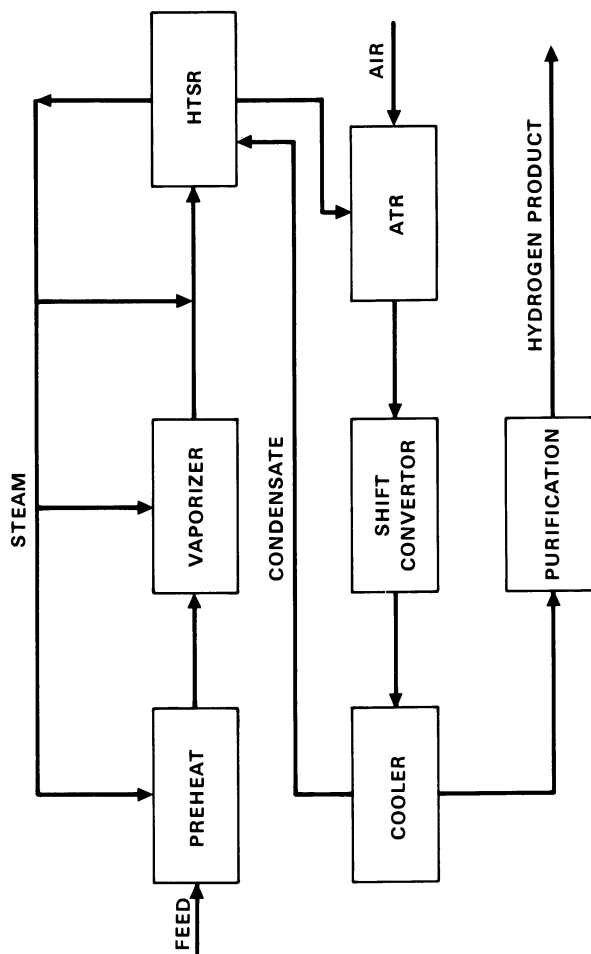 STEAM
FEED
PREHEAT
VAPORIZER
HTSR
CONDENSATE
AIR
COOLER
SHIFT
CONVERTOR
ATR
PURIFICATION
HYDROGEN PRODUCT